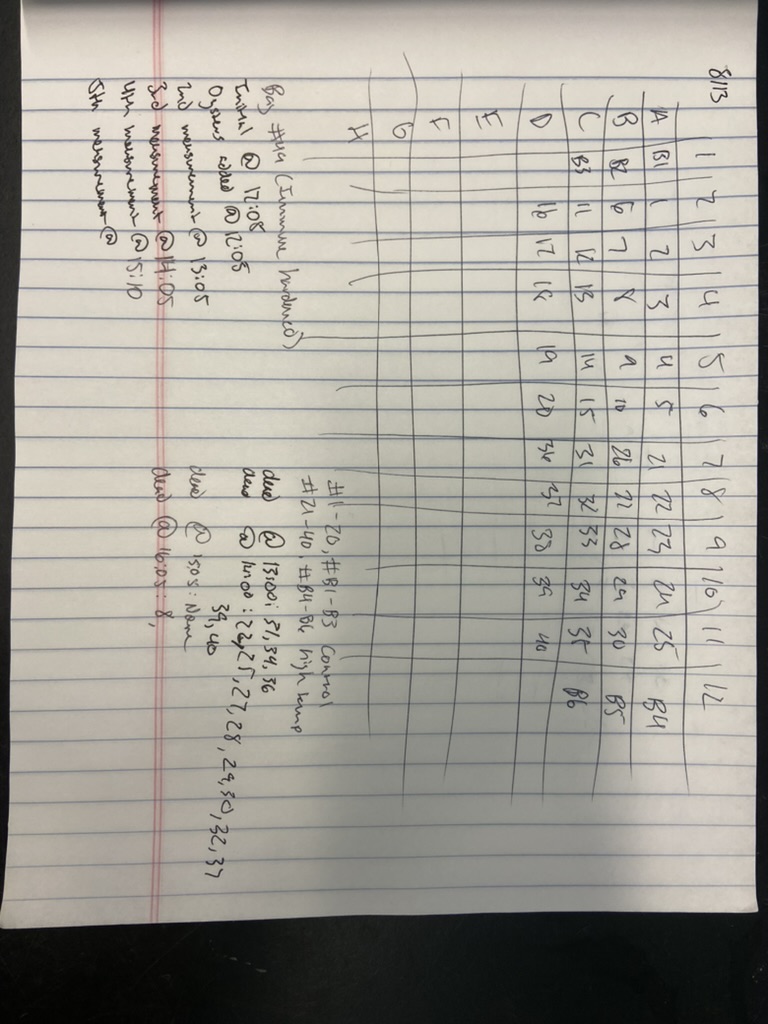 8/13
1 2 3 4 5 6 7 8 9 10 11 12
A B1 1 2 3 4 5 21 22 23 24 25 B4
B B2 6 7 8 9 10 26 27 28 29 30 B5
C B3 11 12 13 14 15 31 32 33 34 35 B6
D 16 17 18 19 20 36 37 38 39 40
E
F
G
H
Bag #44 (Immune hardened)
Initial @ 12:08
Oysters added @ 12:05
2nd measurement @ 13:05
3rd measurement @ 14:05
4th measurement @ 15:10
5th measurement @
#1-20, #B1-B3 Control
#21-40, #B4-B6 high temp
dead @ 13:00: 31,34,36
dead @ 14:00: 22,25,27,28,29,30,32,37
39,40
dead @ 1505: None
dead @ 16:05: 8,